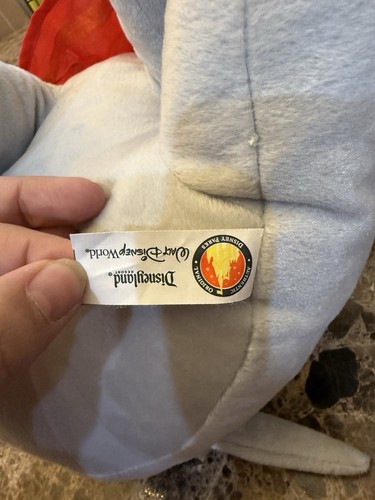 AUTHENTIC ORIGINAL
DISNEY PARKS
Disneyland®
RESORT
WALT DISNEY World®